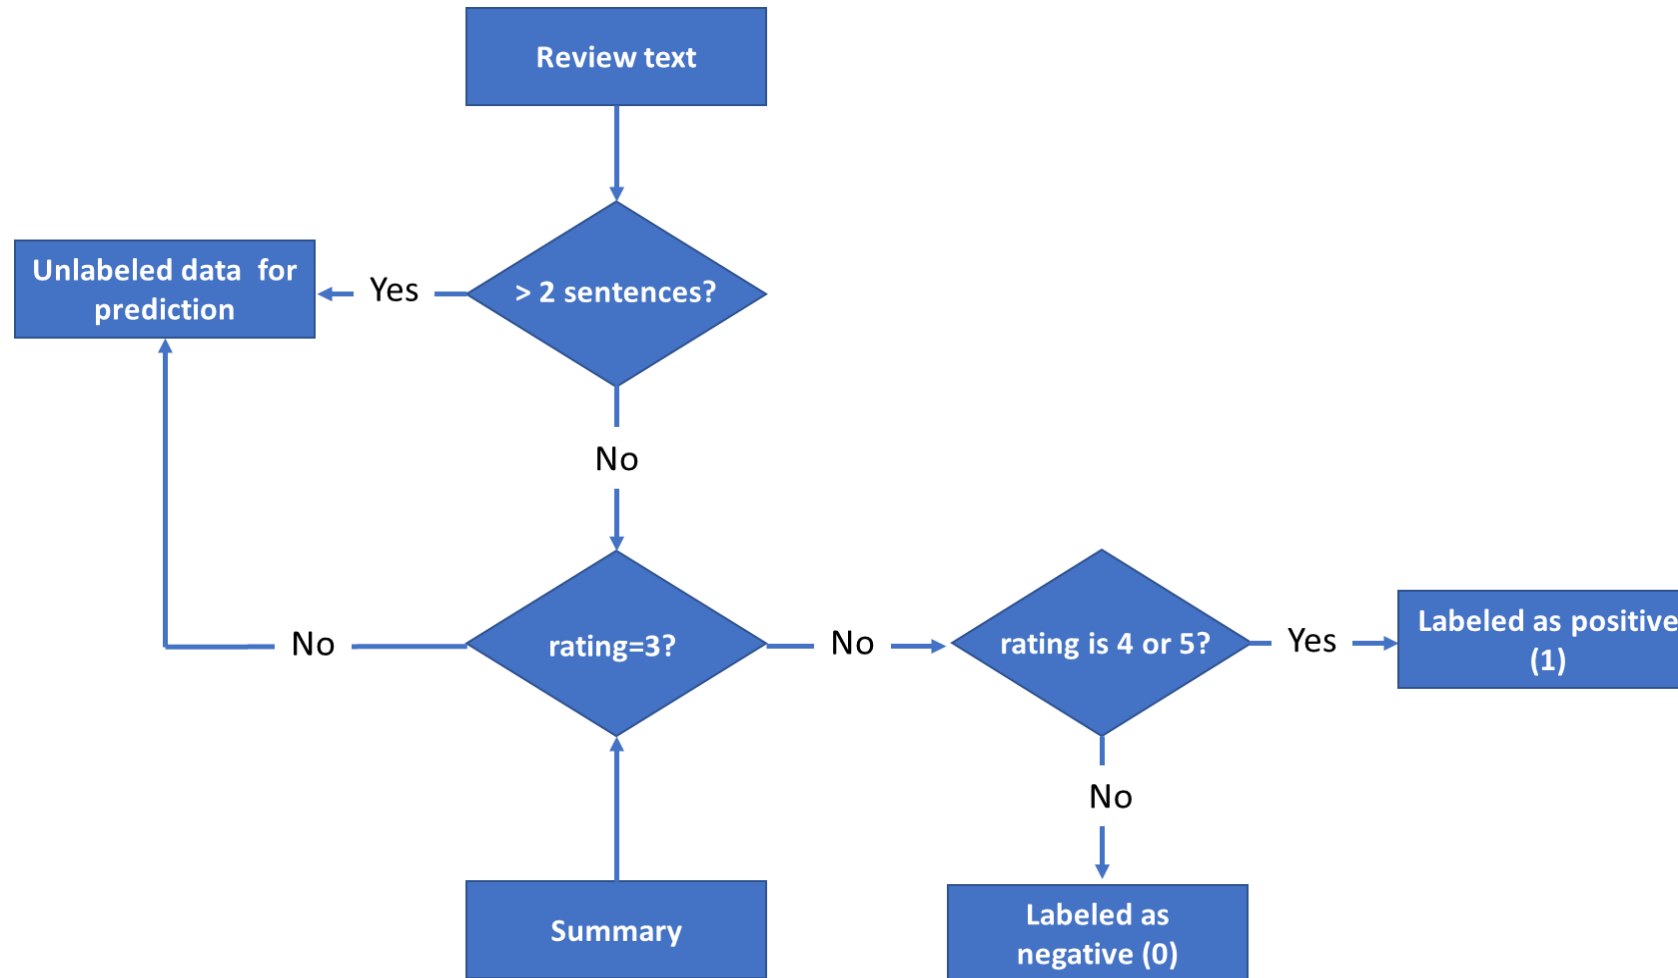 Review text
Unlabeled data  for
prediction
Yes
> 2 sentences?
No
No
rating=3?
No
rating is 4 or 5?
Yes
Labeled as positive
(1)
No
Summary
Labeled as
negative (0)